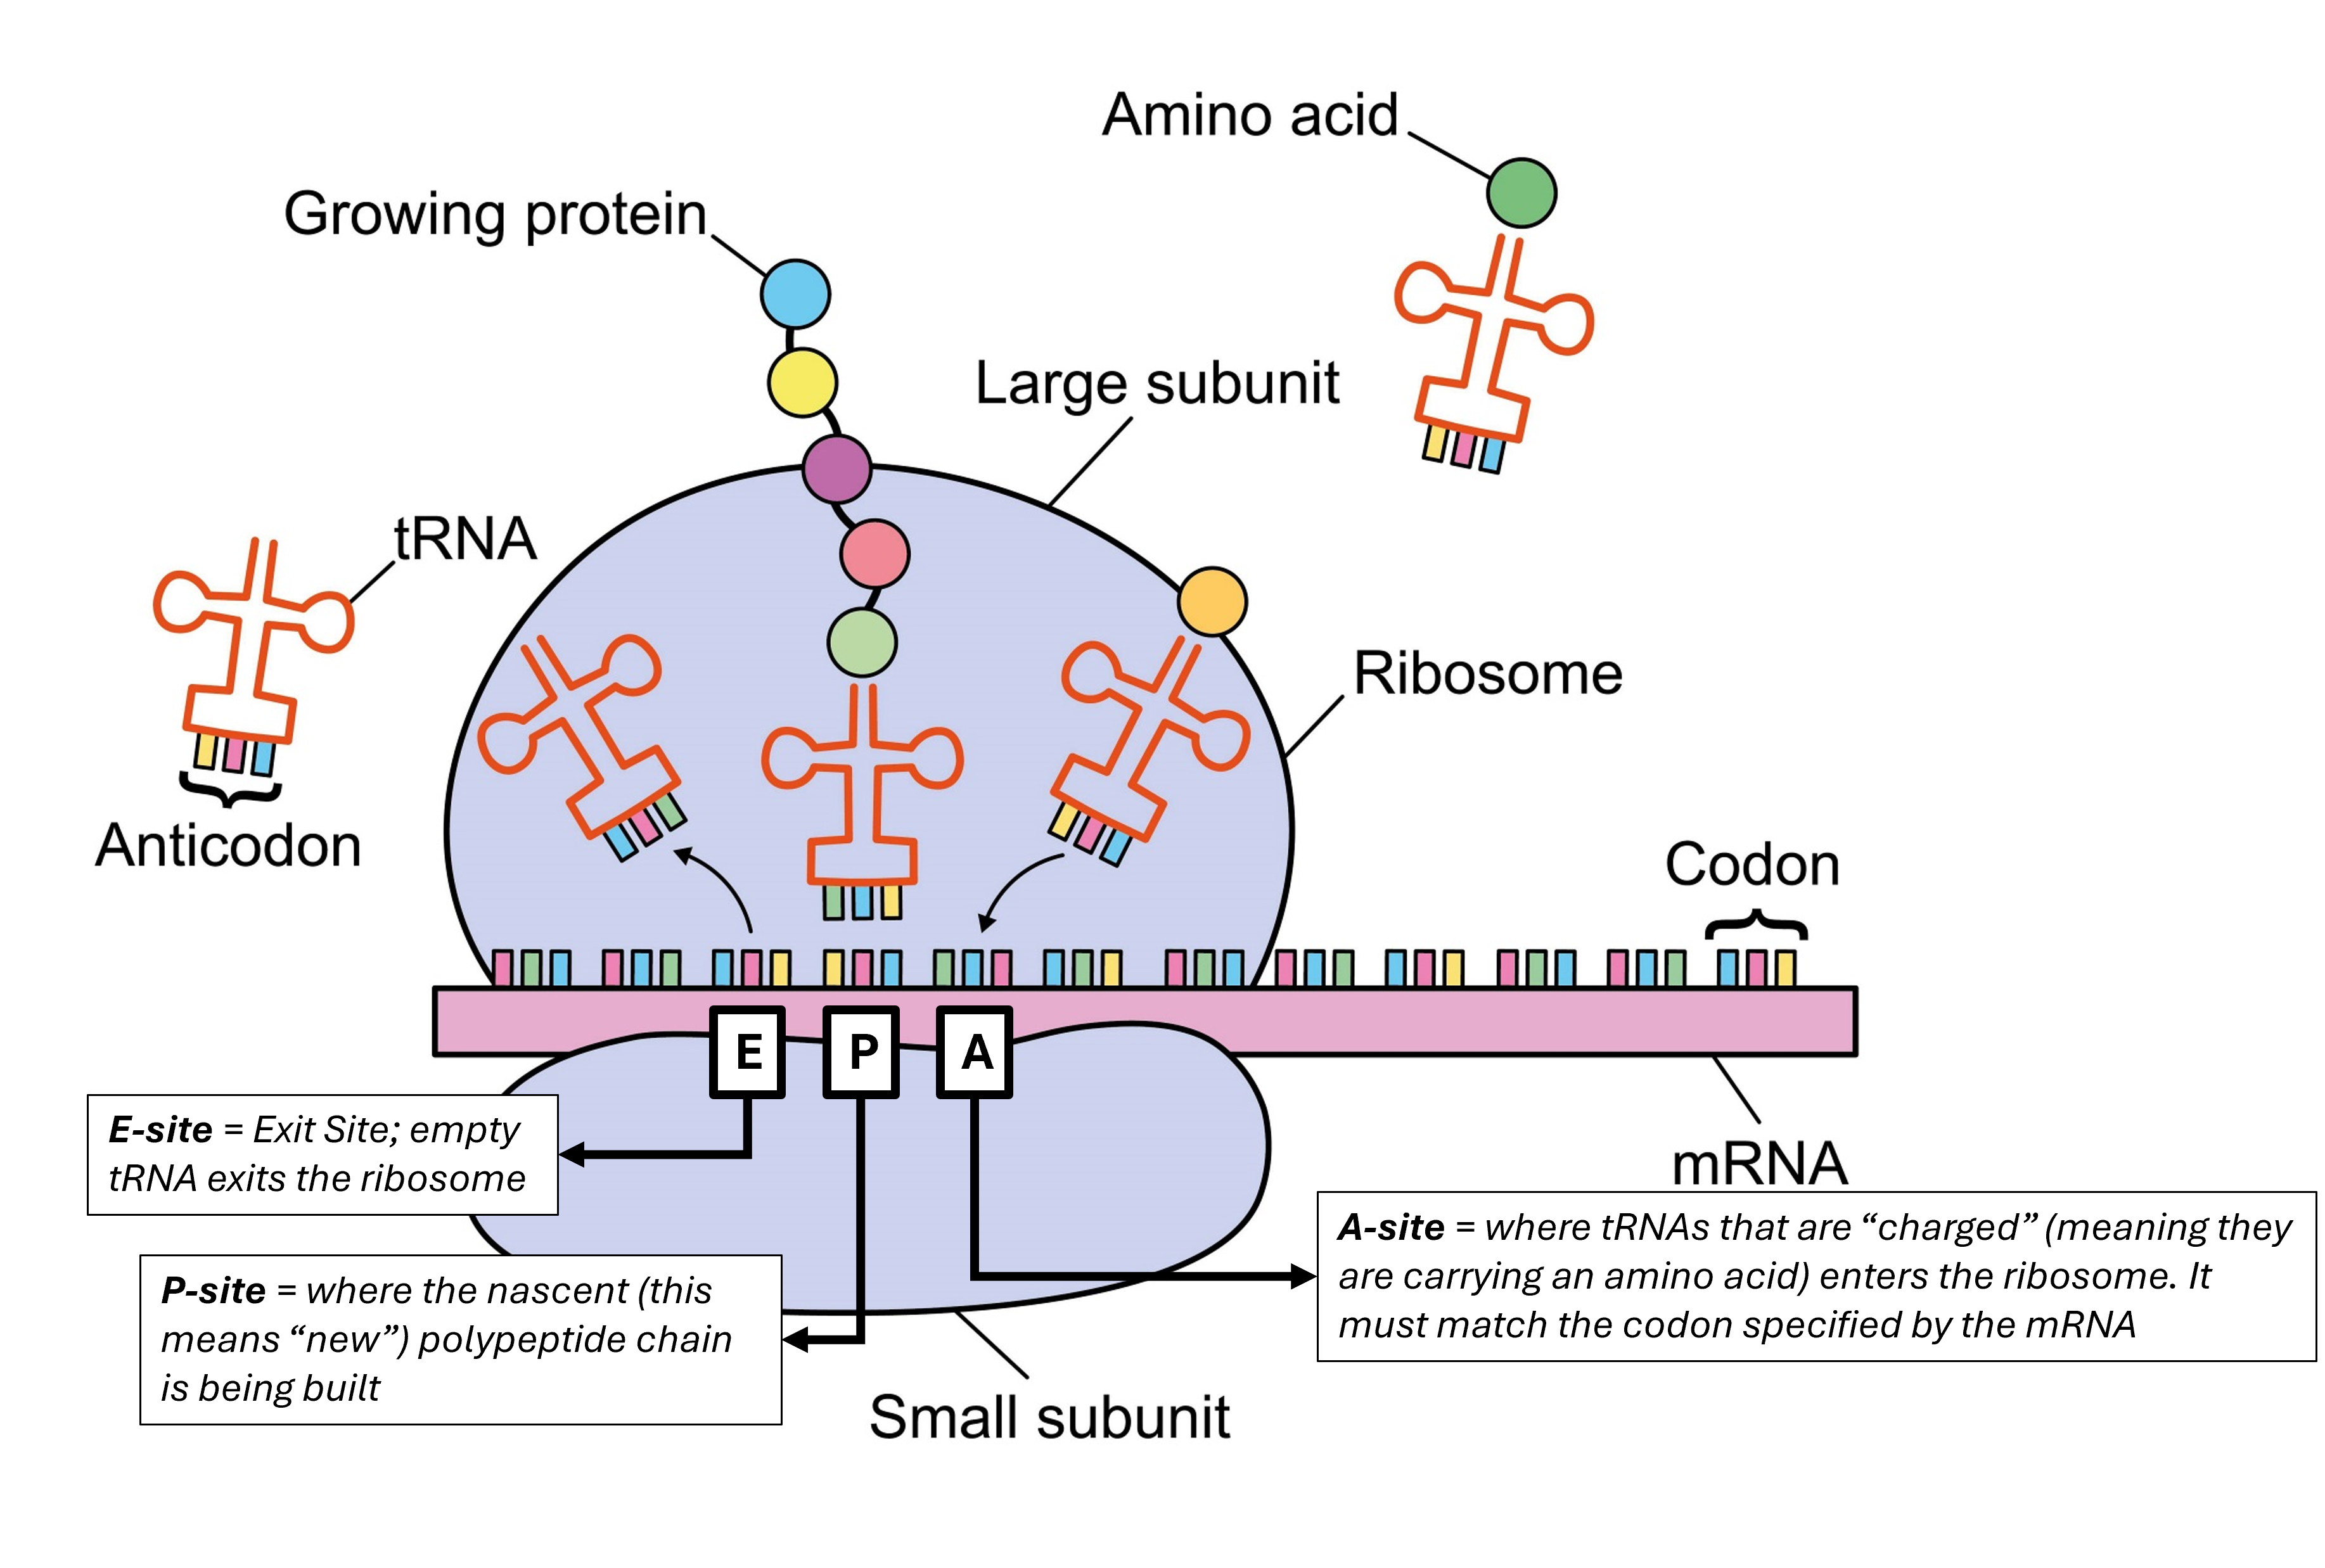 Amino acid
Growing protein
Large subunit
tRNA
Ribosome
Anticodon
Codon
E
P
A
E-site = Exit Site; empty
tRNA exits the ribosome
mRNA
A-site = where tRNAs that are “charged” (meaning they
are carrying an amino acid) enters the ribosome. It
must match the codon specified by the mRNA
P-site = where the nascent (this
means “new”) polypeptide chain
is being built
Small subunit